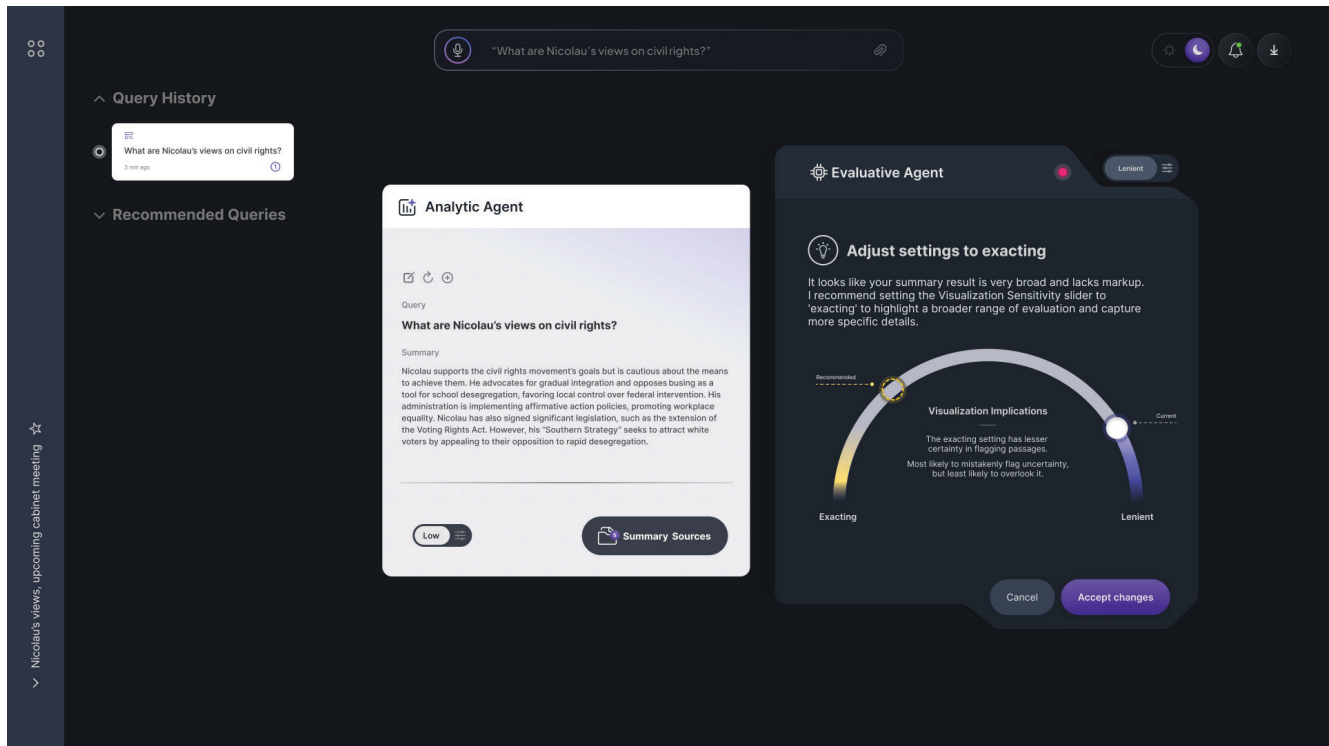 "What are Nicolau's views on civil rights?"
Query History
What are Nicolau's views on civil rights?
3 min ago
1
Recommended Queries
Nicolau's views, upcoming cabinet meeting
Analytic Agent
Query
What are Nicolau's views on civil rights?
Summary
Nicolau supports the civil rights movement's goals but is cautious about the means
to achieve them. He advocates for gradual integration and opposes busing as a
tool for school desegregation, favoring local control over federal intervention. His
administration is implementing affirmative action policies, promoting workplace
equality. Nicolau has also signed significant legislation, such as the extension of
the Voting Rights Act. However, his "Southern Strategy" seeks to attract white
voters by appealing to their opposition to rapid desegregation.
Low
Summary Sources
Evaluative Agent
Lenient
Adjust settings to exacting
It looks like your summary result is very broad and lacks markup.
I recommend setting the Visualization Sensitivity slider to
'exacting' to highlight a broader range of evaluation and capture
more specific details.
Recommended
Current
Visualization Implications
The exacting setting has lesser
certainty in flagging passages.
Most likely to mistakenly flag uncertainty,
but least likely to overlook it.
Exacting
Lenient
Cancel
Accept changes